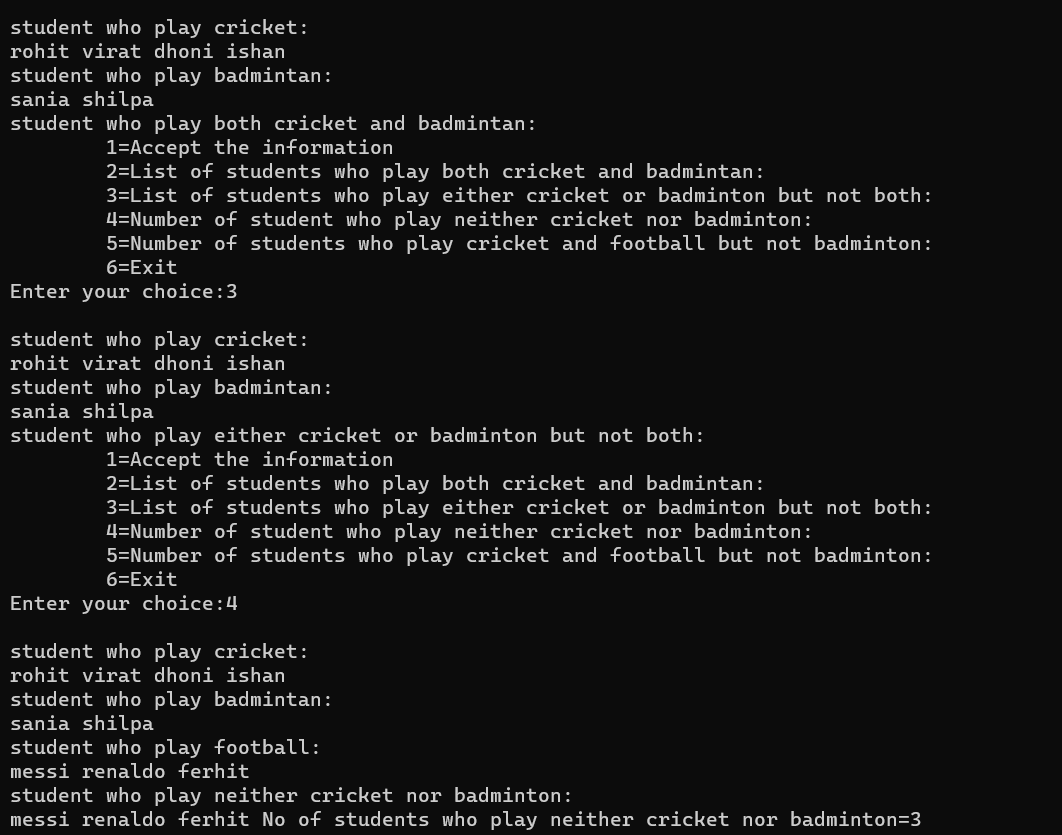 student who play cricket:
rohit virat dhoni ishan
student who play badmintan:
sania shilpa
student who play both cricket and badmintan:
1=Accept the information
2=List of students who play both cricket and badmintan:
3=List of students who play either cricket or badminton but not both:
4=Number of student who play neither cricket nor badminton:
5=Number of students who play cricket and football but not badminton:
6=Exit
Enter your choice:3
student who play cricket:
rohit virat dhoni ishan
student who play badmintan:
sania shilpa
student who play either cricket or badminton but not both:
1=Accept the information
2=List of students who play both cricket and badmintan:
3=List of students who play either cricket or badminton but not both:
4=Number of student who play neither cricket nor badminton:
5=Number of students who play cricket and football but not badminton:
6=Exit
Enter your choice:4
student who play cricket:
rohit virat dhoni ishan
student who play badmintan:
sania shilpa
student who play football:
messi renaldo ferhit
student who play neither cricket nor badminton:
messi renaldo ferhit No of students who play neither cricket nor badminton=3